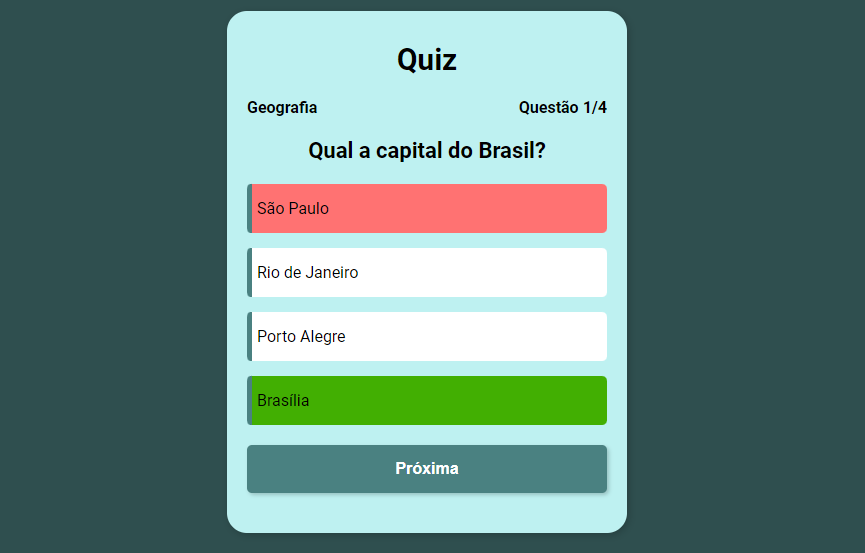 Quiz
Geografia Questão 1/4
Qual a capital do Brasil?
São Paulo
Rio de Janeiro
Porto Alegre
Brasília
Próxima